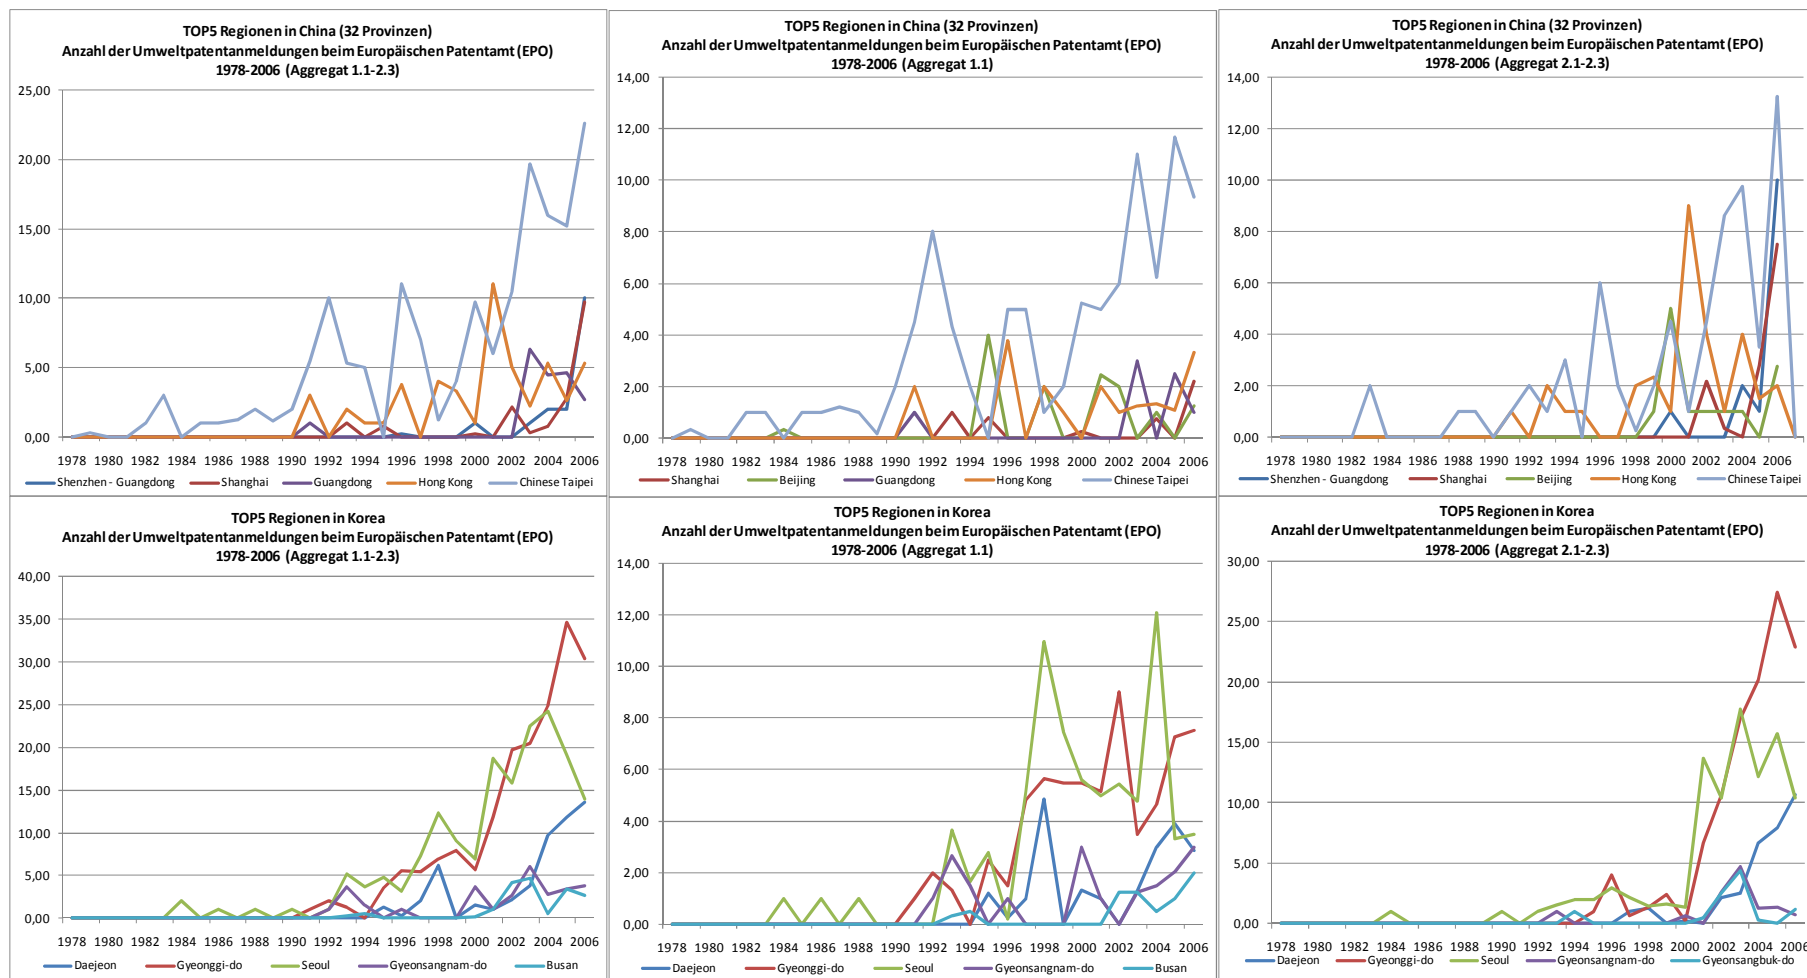 TOP5 Regionen in China (32 Provinzen)
Anzahl der Umweltpatentanmeldungen beim Europäischen Patentamt (EPO)
1978-2006 (Aggregat 1.1-2.3)
25,00
20,00
15,00
10,00
5,00
0,00
1978 1980 1982 1984 1986 1988 1990 1992 1994 1996 1998 2000 2002 2004 2006
Shenzhen - Guangdong Shanghai Guangdong Hong Kong Chinese Taipei
TOP5 Regionen in China (32 Provinzen)
Anzahl der Umweltpatentanmeldungen beim Europäischen Patentamt (EPO)
1978-2006 (Aggregat 1.1)
14,00
12,00
10,00
8,00
6,00
4,00
2,00
0,00
1978 1980 1982 1984 1986 1988 1990 1992 1994 1996 1998 2000 2002 2004 2006
Shanghai Beijing Guangdong Hong Kong Chinese Taipei
TOP5 Regionen in China (32 Provinzen)
Anzahl der Umweltpatentanmeldungen beim Europäischen Patentamt (EPO)
1978-2006 (Aggregat 2.1-2.3)
14,00
12,00
10,00
8,00
6,00
4,00
2,00
0,00
1978 1980 1982 1984 1986 1988 1990 1992 1994 1996 1998 2000 2002 2004 2006
Shenzhen - Guangdong Shanghai Beijing Hong Kong Chinese Taipei
TOP5 Regionen in Korea
Anzahl der Umweltpatentanmeldungen beim Europäischen Patentamt (EPO)
1978-2006 (Aggregat 1.1-2.3)
40,00
35,00
30,00
25,00
20,00
15,00
10,00
5,00
0,00
1978 1980 1982 1984 1986 1988 1990 1992 1994 1996 1998 2000 2002 2004 2006
Daejeon Gyeonggi-do Seoul Gyeonsangnam-do Busan
TOP5 Regionen in Korea
Anzahl der Umweltpatentanmeldungen beim Europäischen Patentamt (EPO)
1978-2006 (Aggregat 1.1)
14,00
12,00
10,00
8,00
6,00
4,00
2,00
0,00
1978 1980 1982 1984 1986 1988 1990 1992 1994 1996 1998 2000 2002 2004 2006
Daejeon Gyeonggi-do Seoul Gyeonsangnam-do Busan
TOP5 Regionen in Korea
Anzahl der Umweltpatentanmeldungen beim Europäischen Patentamt (EPO)
1978-2006 (Aggregat 2.1-2.3)
30,00
25,00
20,00
15,00
10,00
5,00
0,00
1978 1980 1982 1984 1986 1988 1990 1992 1994 1996 1998 2000 2002 2004 2006
Daejeon Gyeonggi-do Seoul Gyeonsangnam-do Gyeonsangbuk-do